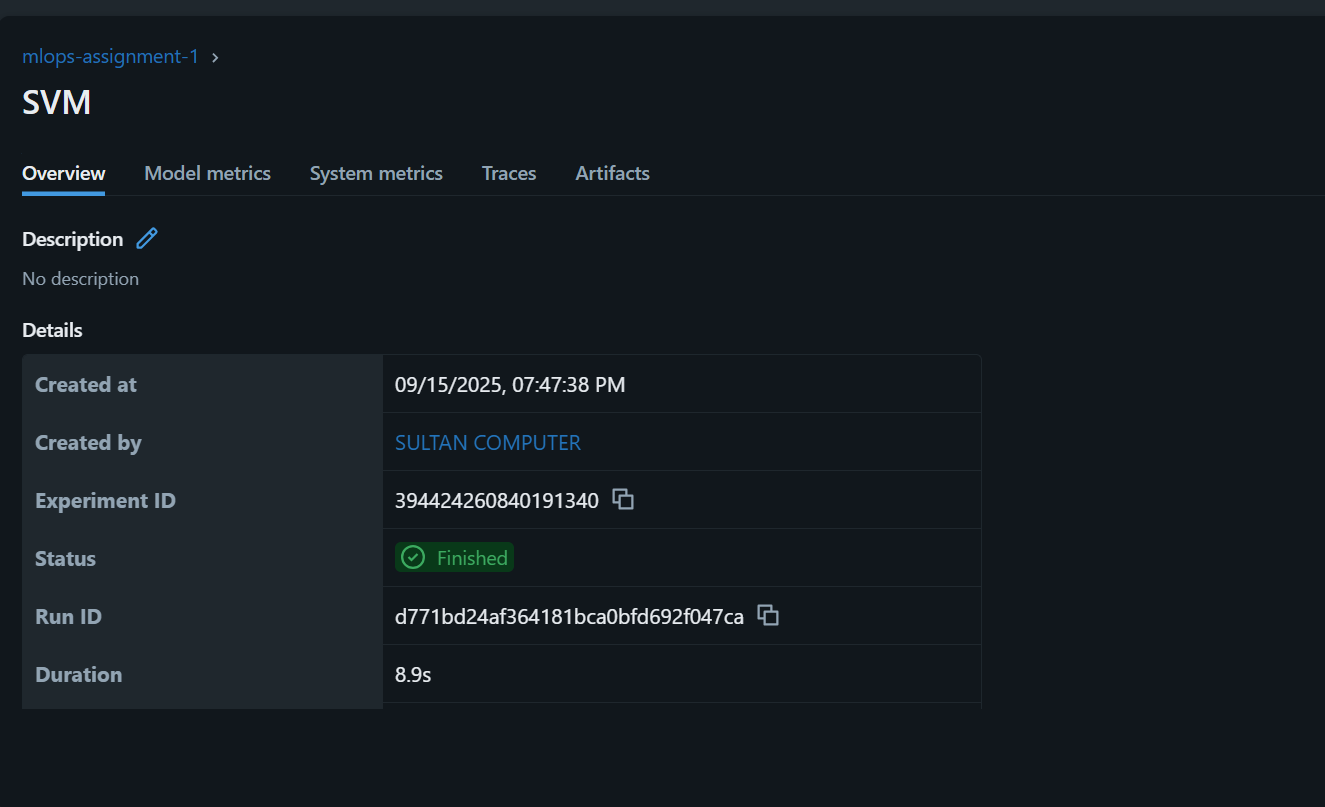 mlops-assignment-1 ›
SVM
Overview Model metrics System metrics Traces Artifacts
Description
No description
Details
Created at 09/15/2025, 07:47:38 PM
Created by SULTAN COMPUTER
Experiment ID 394424260840191340
Status Finished
Run ID d771bd24af364181bca0bfd692f047ca
Duration 8.9s